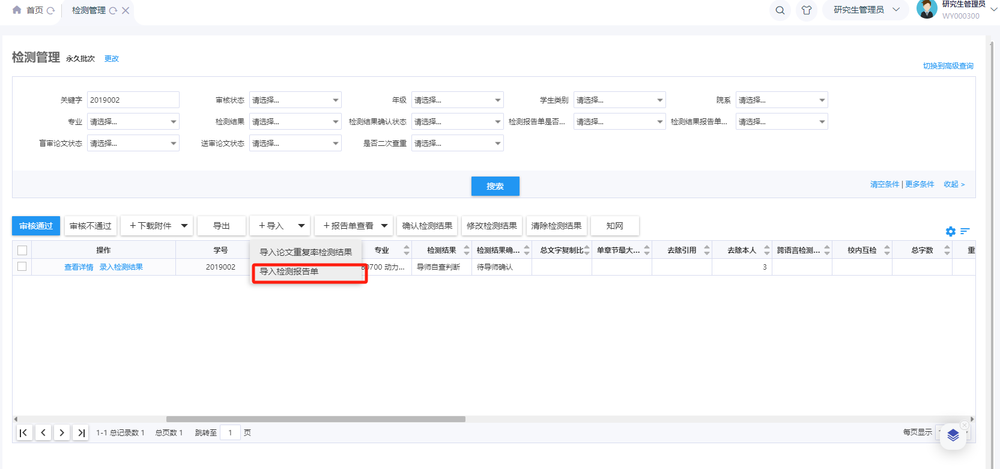 首页 检测管理 研究生管理员 研究生管理员
WY000300
检测管理 永久批次 更改
切换到高级查询
关键字 2019002 审核状态 请选择... 年级 请选择... 学生类别 请选择... 院系 请选择...
专业 请选择... 检测结果 请选择... 检测结果确认状态 请选择... 检测报告单是否... 请选择... 检测结果报告单... 请选择...
盲审论文状态 请选择... 送审论文状态 请选择... 是否二次查重 请选择...
搜索 清空条件 | 更多条件 收起 >
审核通过 审核不通过 +下载附件 导出 +导入 +报告单查看 确认检测结果 修改检测结果 清除检测结果 知网
操作 学号 专业 检测结果 检测结果确... 总文字复制比 单章节最大... 去除引用 去除本人 跨语言检测... 校内互检 总字数 重
导入论文重复率检测结果
查看详情 录入检测结果 2019002 80700 动力... 导师自查判断 待导师确认 3
导入检测报告单
1-1 总记录数 1 总页数 1 跳转至 1 页 每页显示